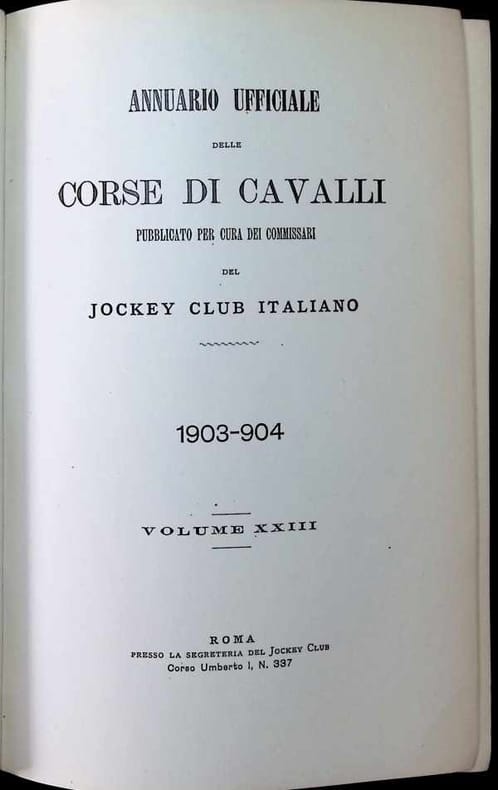 ANNUARIO UFFICIALE
DELLE
CORSE DI CAVALLI
PUBBLICATO PER CURA DEI COMMISSARI
DEL
JOCKEY CLUB ITALIANO
1903-904
VOLUME XXIII
ROMA
PRESSO LA SEGRETERIA DEL JOCKEY CLUB
Corso Umberto I, N. 337